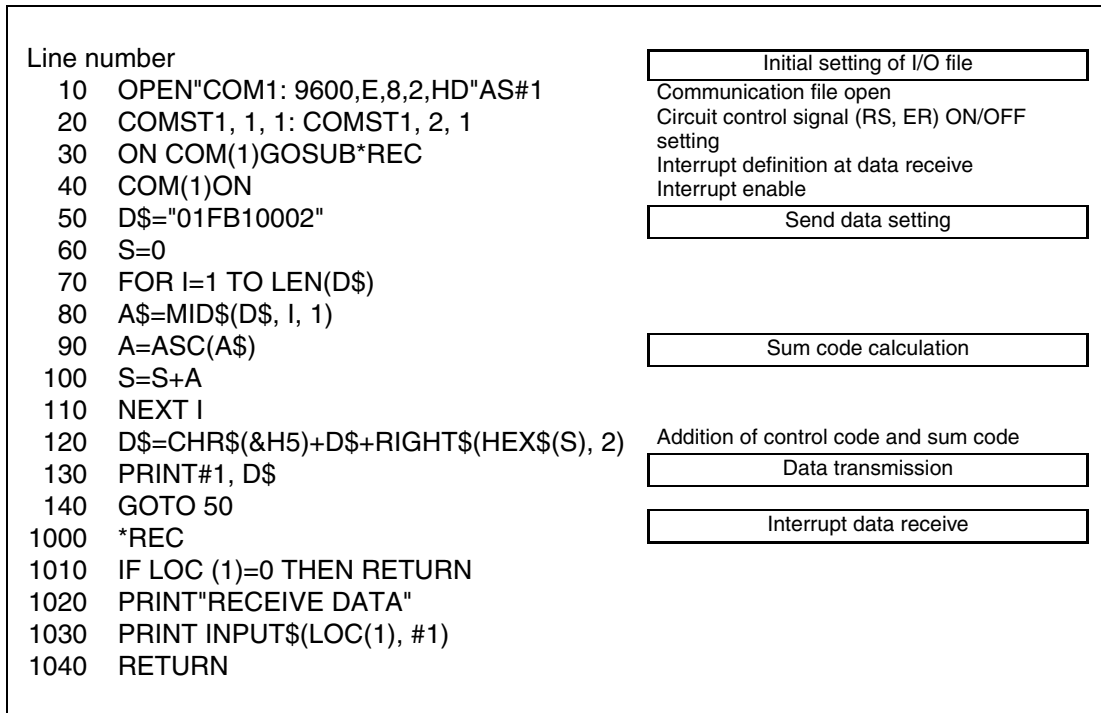 Line number
10 OPEN"COM1: 9600,E,8,2,HD"AS#1
20 COMST1, 1, 1: COMST1, 2, 1
30 ON COM(1)GOSUB*REC
40 COM(1)ON
50 D$="01FB10002"
60 S=0
70 FOR I=1 TO LEN(D$)
80 A$=MID$(D$, I, 1)
90 A=ASC(A$)
100 S=S+A
110 NEXT I
120 D$=CHR$(&H5)+D$+RIGHT$(HEX$(S), 2)
130 PRINT#1, D$
140 GOTO 50
1000 *REC
1010 IF LOC (1)=0 THEN RETURN
1020 PRINT"RECEIVE DATA"
1030 PRINT INPUT$(LOC(1), #1)
1040 RETURN
Initial setting of I/O file
Communication file open
Circuit control signal (RS, ER) ON/OFF
setting
Interrupt definition at data receive
Interrupt enable
Send data setting
Sum code calculation
Addition of control code and sum code
Data transmission
Interrupt data receive